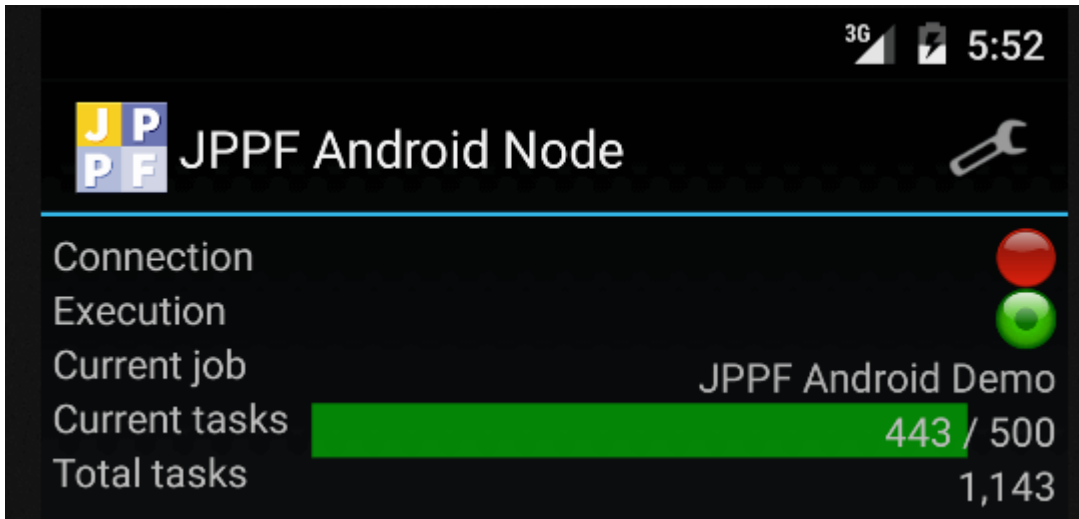 3G 5:52
J P
P F
JPPF Android Node
Connection
Execution
Current job JPPF Android Demo
Current tasks 443 / 500
Total tasks 1,143